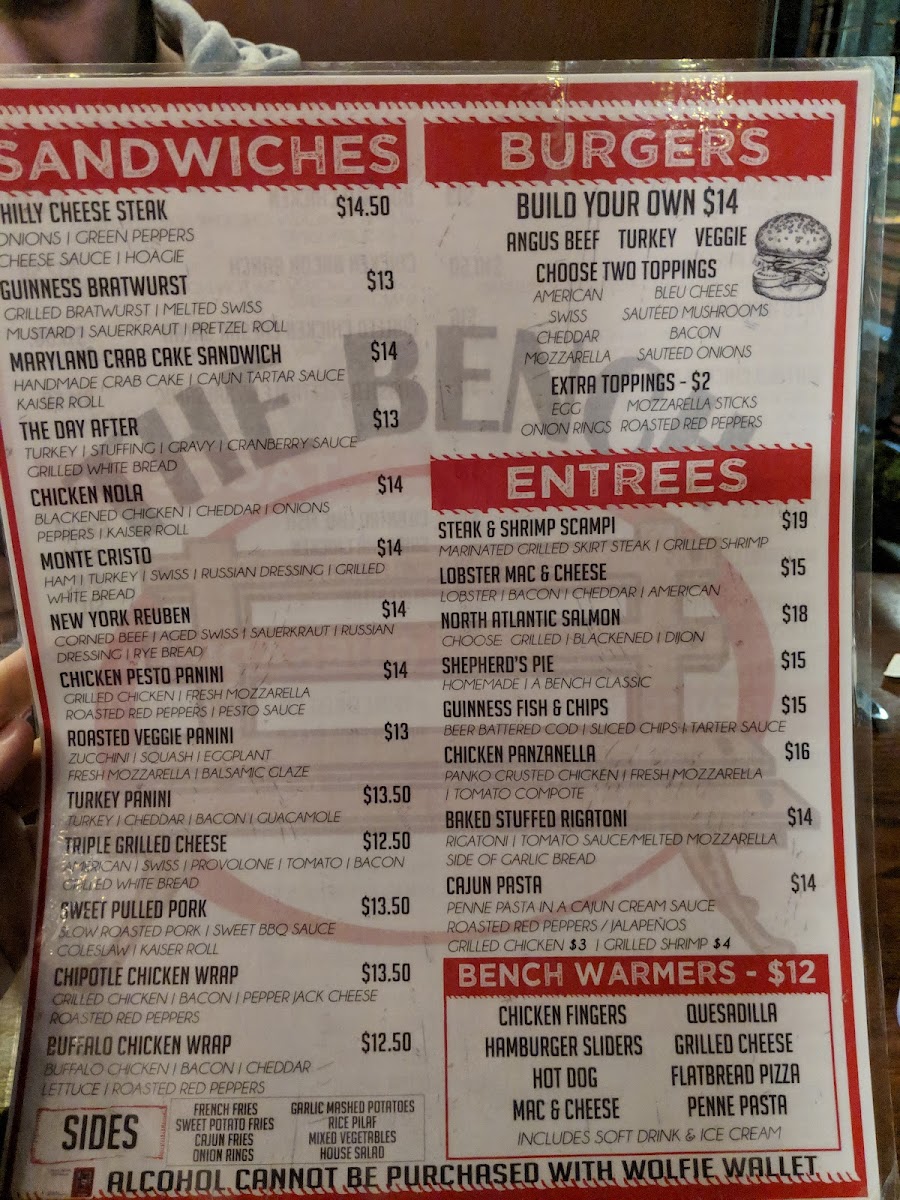 SANDWICHES
HILLY CHEESE STEAK $14.50
ONIONS | GREEN PEPPERS
CHEESE SAUCE | HOAGIE
GUINNESS BRATWURST $13
GRILLED BRATWURST | MELTED SWISS
MUSTARD | SAUERKRAUT | PRETZEL ROLL
MARYLAND CRAB CAKE SANDWICH $14
HANDMADE CRAB CAKE | CAJUN TARTAR SAUCE
KAISER ROLL
THE DAY AFTER $13
TURKEY | STUFFING | GRAVY | CRANBERRY SAUCE
GRILLED WHITE BREAD
CHICKEN NOLA $14
BLACKENED CHICKEN | CHEDDAR | ONIONS
PEPPERS | KAISER ROLL
MONTE CRISTO $14
HAM | TURKEY | SWISS | RUSSIAN DRESSING | GRILLED
WHITE BREAD
NEW YORK REUBEN $14
CORNED BEEF | AGED SWISS | SAUERKRAUT | RUSSIAN
DRESSING | RYE BREAD
CHICKEN PESTO PANINI $14
GRILLED CHICKEN | FRESH MOZZARELLA
ROASTED RED PEPPERS | PESTO SAUCE
ROASTED VEGGIE PANINI $13
ZUCCHINI | SQUASH | EGGPLANT
FRESH MOZZARELLA | BALSAMIC GLAZE
TURKEY PANINI $13.50
TURKEY | CHEDDAR | BACON | GUACAMOLE
TRIPLE GRILLED CHEESE $12.50
AMERICAN | SWISS | PROVOLONE | TOMATO | BACON
GRILLED WHITE BREAD
SWEET PULLED PORK $13.50
SLOW ROASTED PORK | SWEET BBQ SAUCE
COLESLAW | KAISER ROLL
CHIPOTLE CHICKEN WRAP $13.50
GRILLED CHICKEN | BACON | PEPPER JACK CHEESE
ROASTED RED PEPPERS
BUFFALO CHICKEN WRAP $12.50
BUFFALO CHICKEN | BACON | CHEDDAR
LETTUCE | ROASTED RED PEPPERS
SIDES
FRENCH FRIES GARLIC MASHED POTATOES
SWEET POTATO FRIES RICE PILAF
CAJUN FRIES MIXED VEGETABLES
ONION RINGS HOUSE SALAD
BURGERS
BUILD YOUR OWN $14
ANGUS BEEF TURKEY VEGGIE
CHOOSE TWO TOPPINGS
AMERICAN BLEU CHEESE
SWISS SAUTÉED MUSHROOMS
CHEDDAR BACON
MOZZARELLA SAUTEED ONIONS
EXTRA TOPPINGS - $2
EGG MOZZARELLA STICKS
ONION RINGS ROASTED RED PEPPERS
THE BENCH
ENTREES
STEAK & SHRIMP SCAMPI $19
MARINATED GRILLED SKIRT STEAK | GRILLED SHRIMP
LOBSTER MAC & CHEESE $15
LOBSTER | BACON | CHEDDAR | AMERICAN
NORTH ATLANTIC SALMON $18
CHOOSE: GRILLED | BLACKENED | DIJON
SHEPHERD'S PIE $15
HOMEMADE | A BENCH CLASSIC
GUINNESS FISH & CHIPS $15
BEER BATTERED COD | SLICED CHIPS | TARTER SAUCE
CHICKEN PANZANELLA $16
PANKO CRUSTED CHICKEN | FRESH MOZZARELLA
| TOMATO COMPOTE
BAKED STUFFED RIGATONI $14
RIGATONI | TOMATO SAUCE/MELTED MOZZARELLA
SIDE OF GARLIC BREAD
CAJUN PASTA $14
PENNE PASTA IN A CAJUN CREAM SAUCE
ROASTED RED PEPPERS / JALAPEÑOS
GRILLED CHICKEN $3 | GRILLED SHRIMP $4
BENCH WARMERS - $12
CHICKEN FINGERS QUESADILLA
HAMBURGER SLIDERS GRILLED CHEESE
HOT DOG FLATBREAD PIZZA
MAC & CHEESE PENNE PASTA
INCLUDES SOFT DRINK & ICE CREAM
ALCOHOL CANNOT BE PURCHASED WITH WOLFIE WALLET